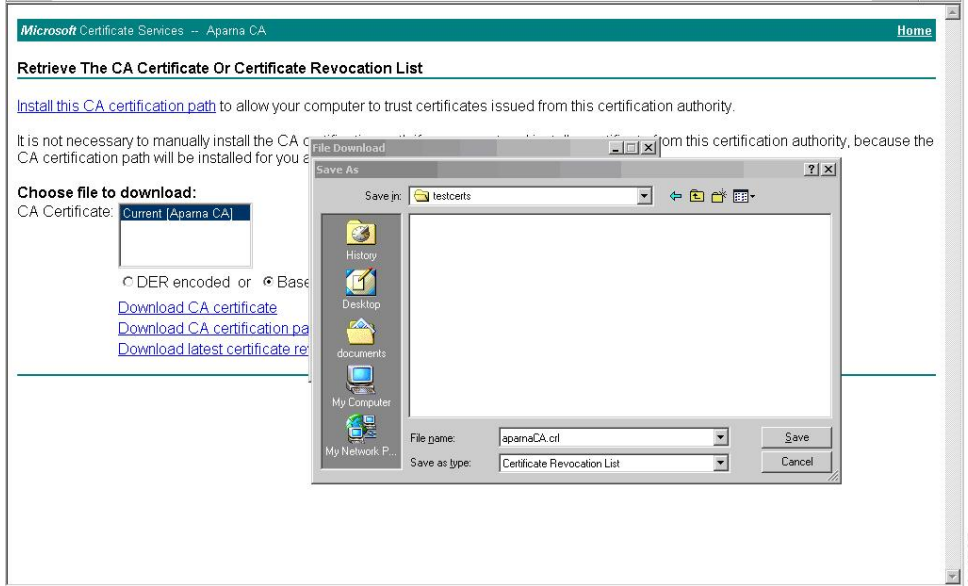 Microsoft Certificate Services -- Aparna CA Home
Retrieve The CA Certificate Or Certificate Revocation List
Install this CA certification path to allow your computer to trust certificates issued from this certification authority.
It is not necessary to manually install the CA
om this certification authority, because the
CA certification path will be installed for you a
File Download
Save As
Save in: testcerts
Choose file to download:
CA Certificate: Current [Aparna CA]
DER encoded or Base
Download CA certificate
Download CA certification pa
Download latest certificate re
History
Desktop
documents
My Computer
My Network P...
File name: aparnaCA.crl Save
Save as type: Certificate Revocation List Cancel